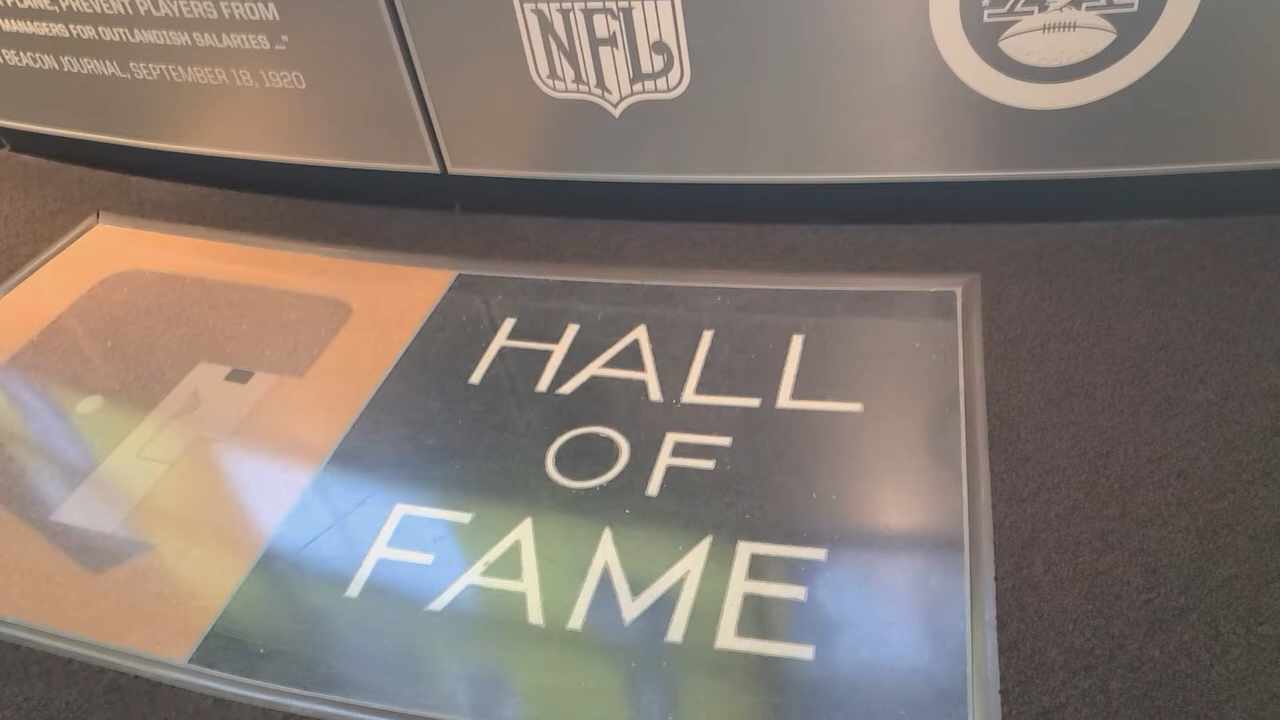 PLANE, PREVENT PLAYERS FROM
MANAGERS FOR OUTLANDISH SALARIES ..."
BEACON JOURNAL, SEPTEMBER 18, 1920
NFL
HALL
OF
FAME